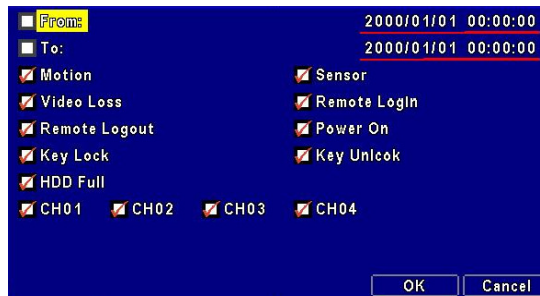 From: 2000/01/01 00:00:00
To: 2000/01/01 00:00:00
Motion Sensor
Video Loss Remote LogIn
Remote Logout Power On
Key Lock Key Unlcok
HDD Full
CH01 CH02 CH03 CH04
OK Cancel